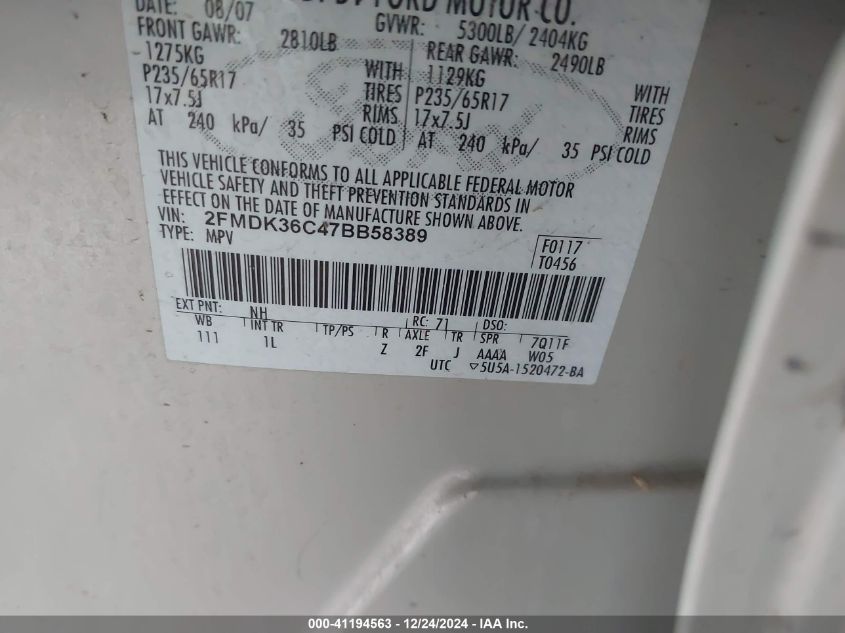 DATE: 08/07
FORD MOTOR CO.
FRONT GAWR: 2810LB
GVWR: 5300LB/ 2404KG
1275KG
REAR GAWR: 2490LB
P235/65R17 WITH
1129KG WITH
17x7.5J TIRES
P235/65R17 TIRES
RIMS
17x7.5J RIMS
AT 240 kPa/ 35 PSI COLD
AT 240 kPa/ 35 PSI COLD
THIS VEHICLE CONFORMS TO ALL APPLICABLE FEDERAL MOTOR
VEHICLE SAFETY AND THEFT PREVENTION STANDARDS IN
EFFECT ON THE DATE OF MANUFACTURE SHOWN ABOVE.
VIN: 2FMDK36C47BB58389
TYPE: MPV
F0117
T0456
EXT PNT: NH RC: 71 DSO:
WB INT TR TP/PS R AXLE TR SPR 7Q11F
111 1L Z 2F J AAAA W05
UTC ▽5U5A-1520472-BA
000-41194563 - 12/24/2024 - IAA Inc.